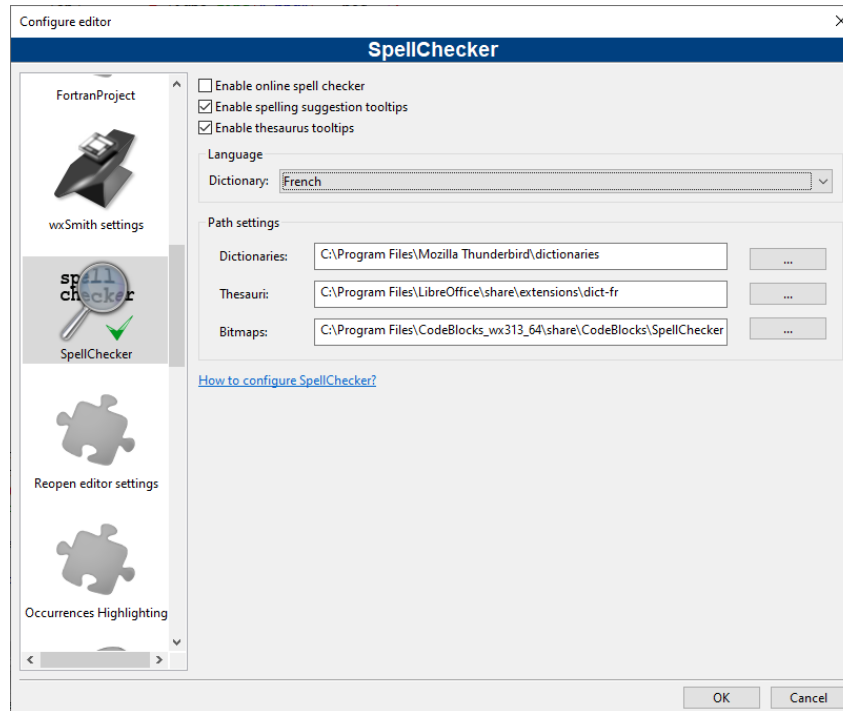 Configure editor
SpellChecker
FortranProject
wxSmith settings
spell
checker
SpellChecker
Reopen editor settings
Occurrences Highlighting
Enable online spell checker
Enable spelling suggestion tooltips
Enable thesaurus tooltips
Language
Dictionary: French
Path settings
Dictionaries: C:\Program Files\Mozilla Thunderbird\dictionaries ...
Thesauri: C:\Program Files\LibreOffice\share\extensions\dict-fr ...
Bitmaps: C:\Program Files\CodeBlocks_wx313_64\share\CodeBlocks\SpellChecker ...
How to configure SpellChecker?
OK Cancel